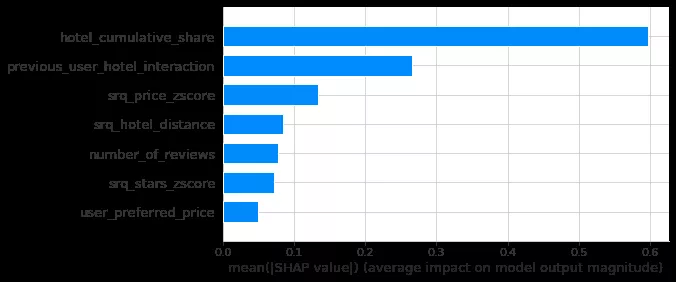 hotel_cumulative_share
previous_user_hotel_interaction
srq_price_zscore
srq_hotel_distance
number_of_reviews
srq_stars_zscore
user_preferred_price
0.0 0.1 0.2 0.3 0.4 0.5 0.6
mean(|SHAP value|) (average impact on model output magnitude)